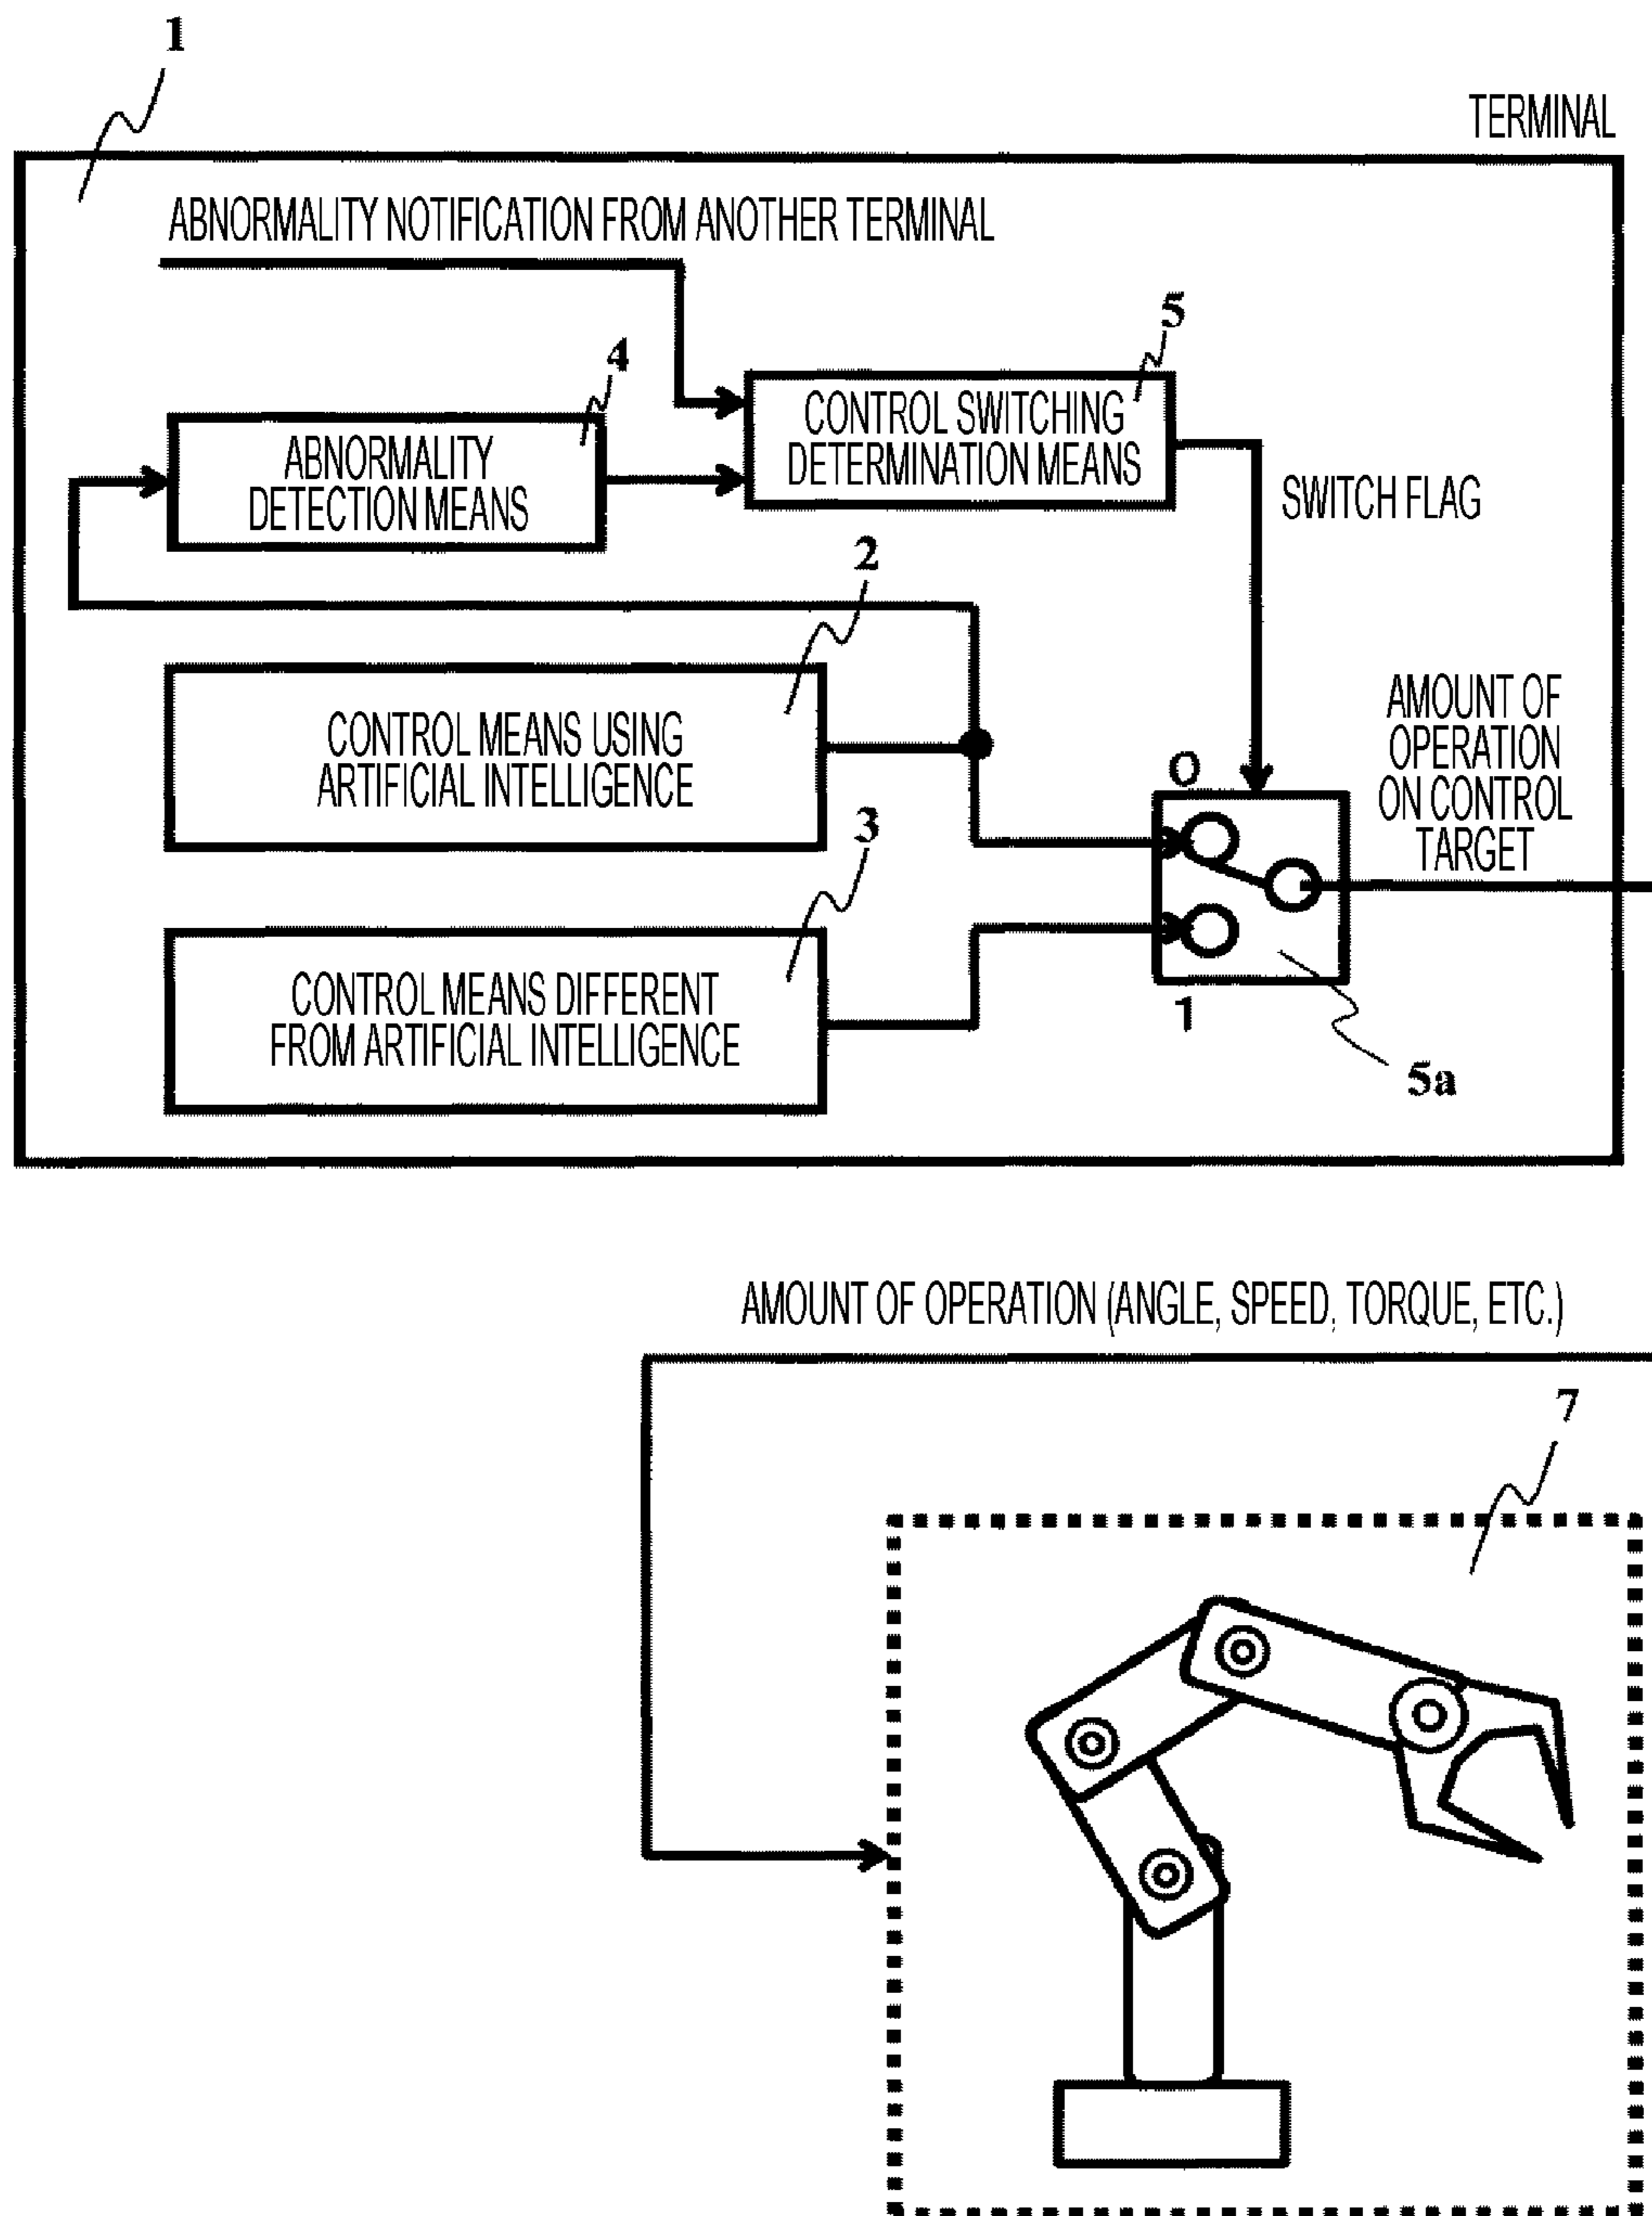 1
TERMINAL
ABNORMALITY NOTIFICATION FROM ANOTHER TERMINAL
5
4
CONTROL SWITCHING
DETERMINATION MEANS
ABNORMALITY
DETECTION MEANS
SWITCH FLAG
2
CONTROL MEANS USING
ARTIFICIAL INTELLIGENCE
AMOUNT OF
OPERATION
ON CONTROL
TARGET
0
3
CONTROL MEANS DIFFERENT
FROM ARTIFICIAL INTELLIGENCE
1
5a
AMOUNT OF OPERATION (ANGLE, SPEED, TORQUE, ETC.)
7